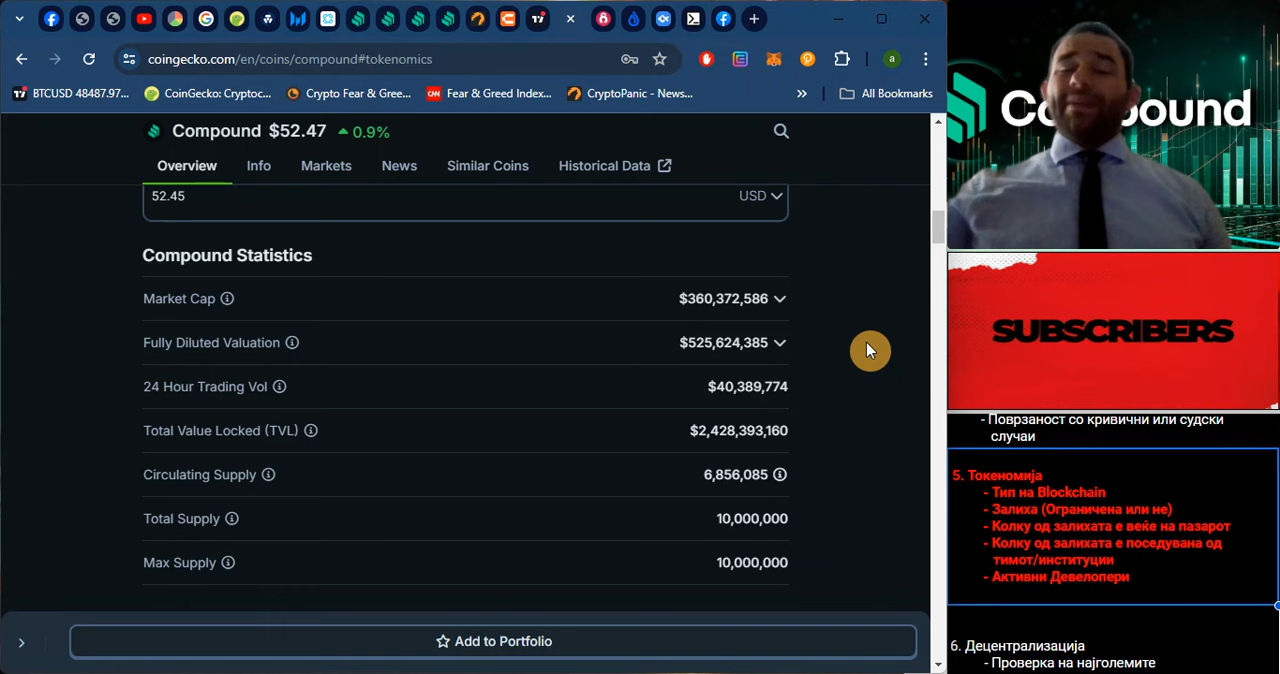 coingecko.com/en/coins/compound#tokenomics
BTCUSD 48487.97...
CoinGecko: Cryptoc...
Crypto Fear & Gree...
Fear & Greed Index...
CryptoPanic - News...
All Bookmarks
Compound $52.47 0.9%
Overview Info Markets News Similar Coins Historical Data
52.45 USD
Compound Statistics
Market Cap $360,372,586
Fully Diluted Valuation $525,624,385
24 Hour Trading Vol $40,389,774
Total Value Locked (TVL) $2,428,393,160
Circulating Supply 6,856,085
Total Supply 10,000,000
Max Supply 10,000,000
Add to Portfolio
SUBSCRIBERS
- Поврзаност со кривични или судски
случаи
5. Токеномија
- Тип на Blockchain
- Залиха (Ограничена или не)
- Колку од залихата е веќе на пазарот
- Колку од залихата е поседувана од
тимот/институции
- Активни Девелопери
6. Децентрализација
- Проверка на најголемите